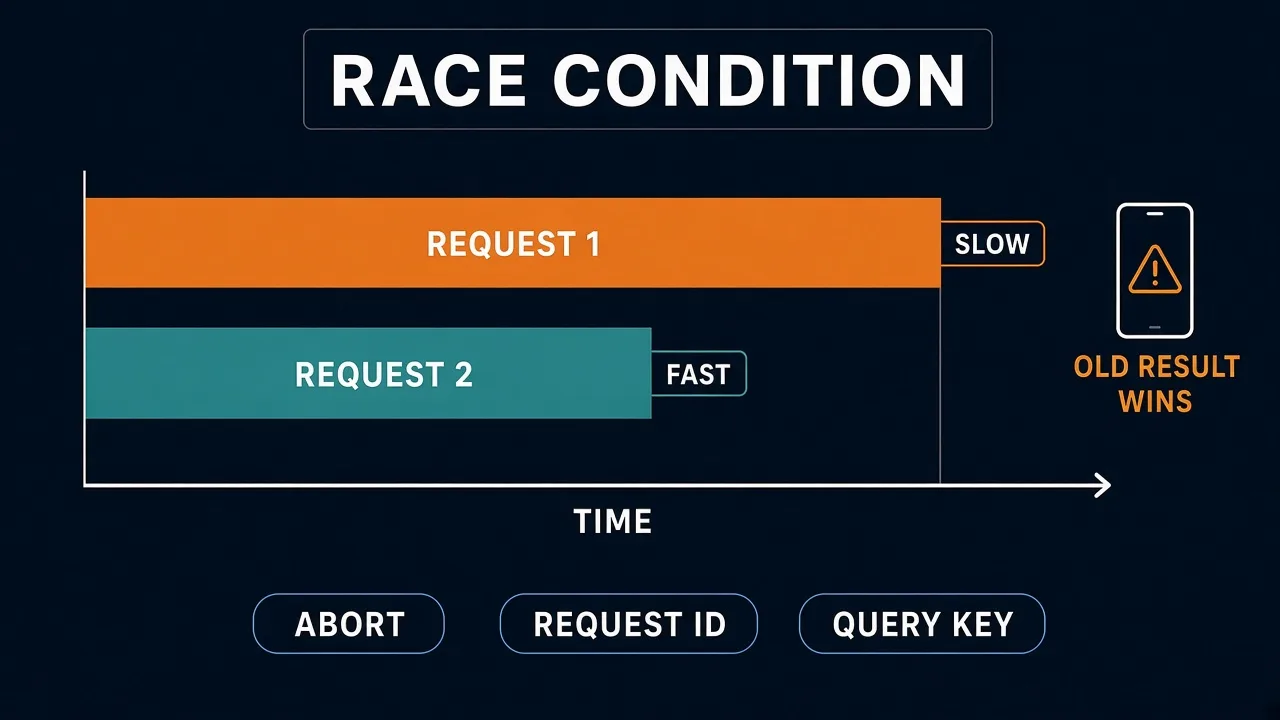 RACE CONDITION
REQUEST 1
SLOW
REQUEST 2
FAST
OLD RESULT
WINS
TIME
ABORT
REQUEST ID
QUERY KEY